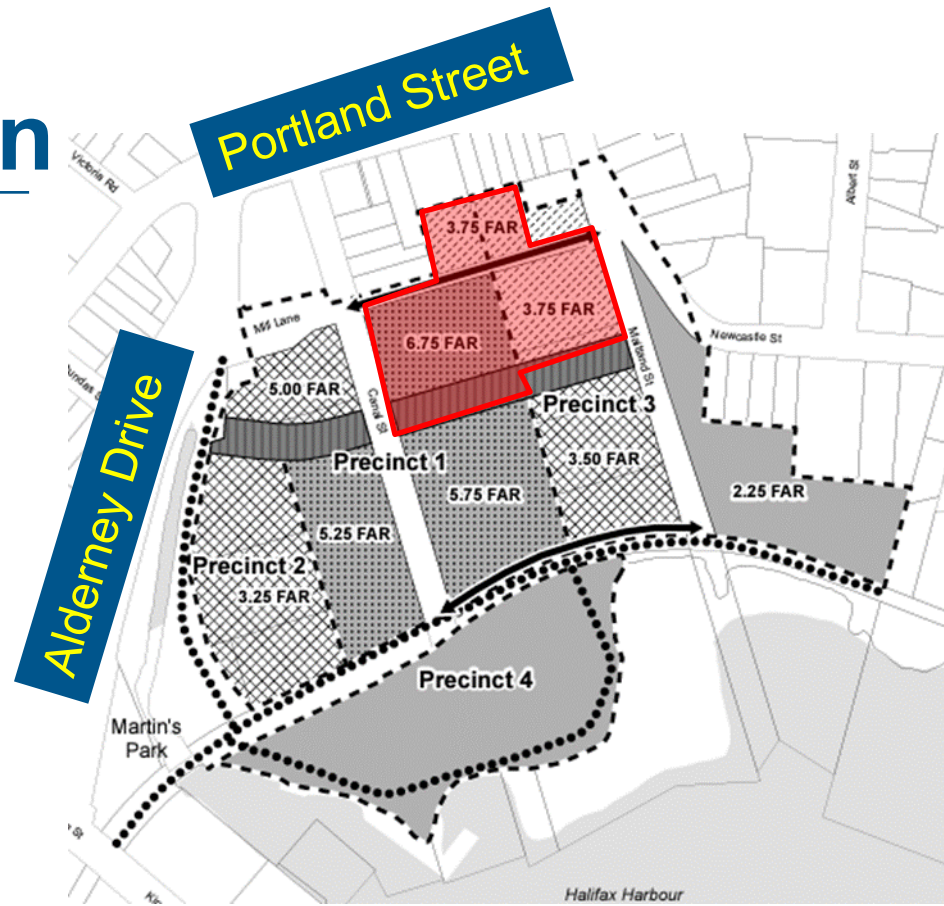 Portland Street
n
Victoria Rd
Albert St
3.75 FAR
Mill Lane
3.75 FAR
6.75 FAR
Newcastle St
Maitland St
5.00 FAR
Canal St
Precinct 3
Alderney Drive
Precinct 1
3.50 FAR
5.75 FAR
2.25 FAR
5.25 FAR
Precinct 2
3.25 FAR
Precinct 4
Martin's
Park
St
Halifax Harbour